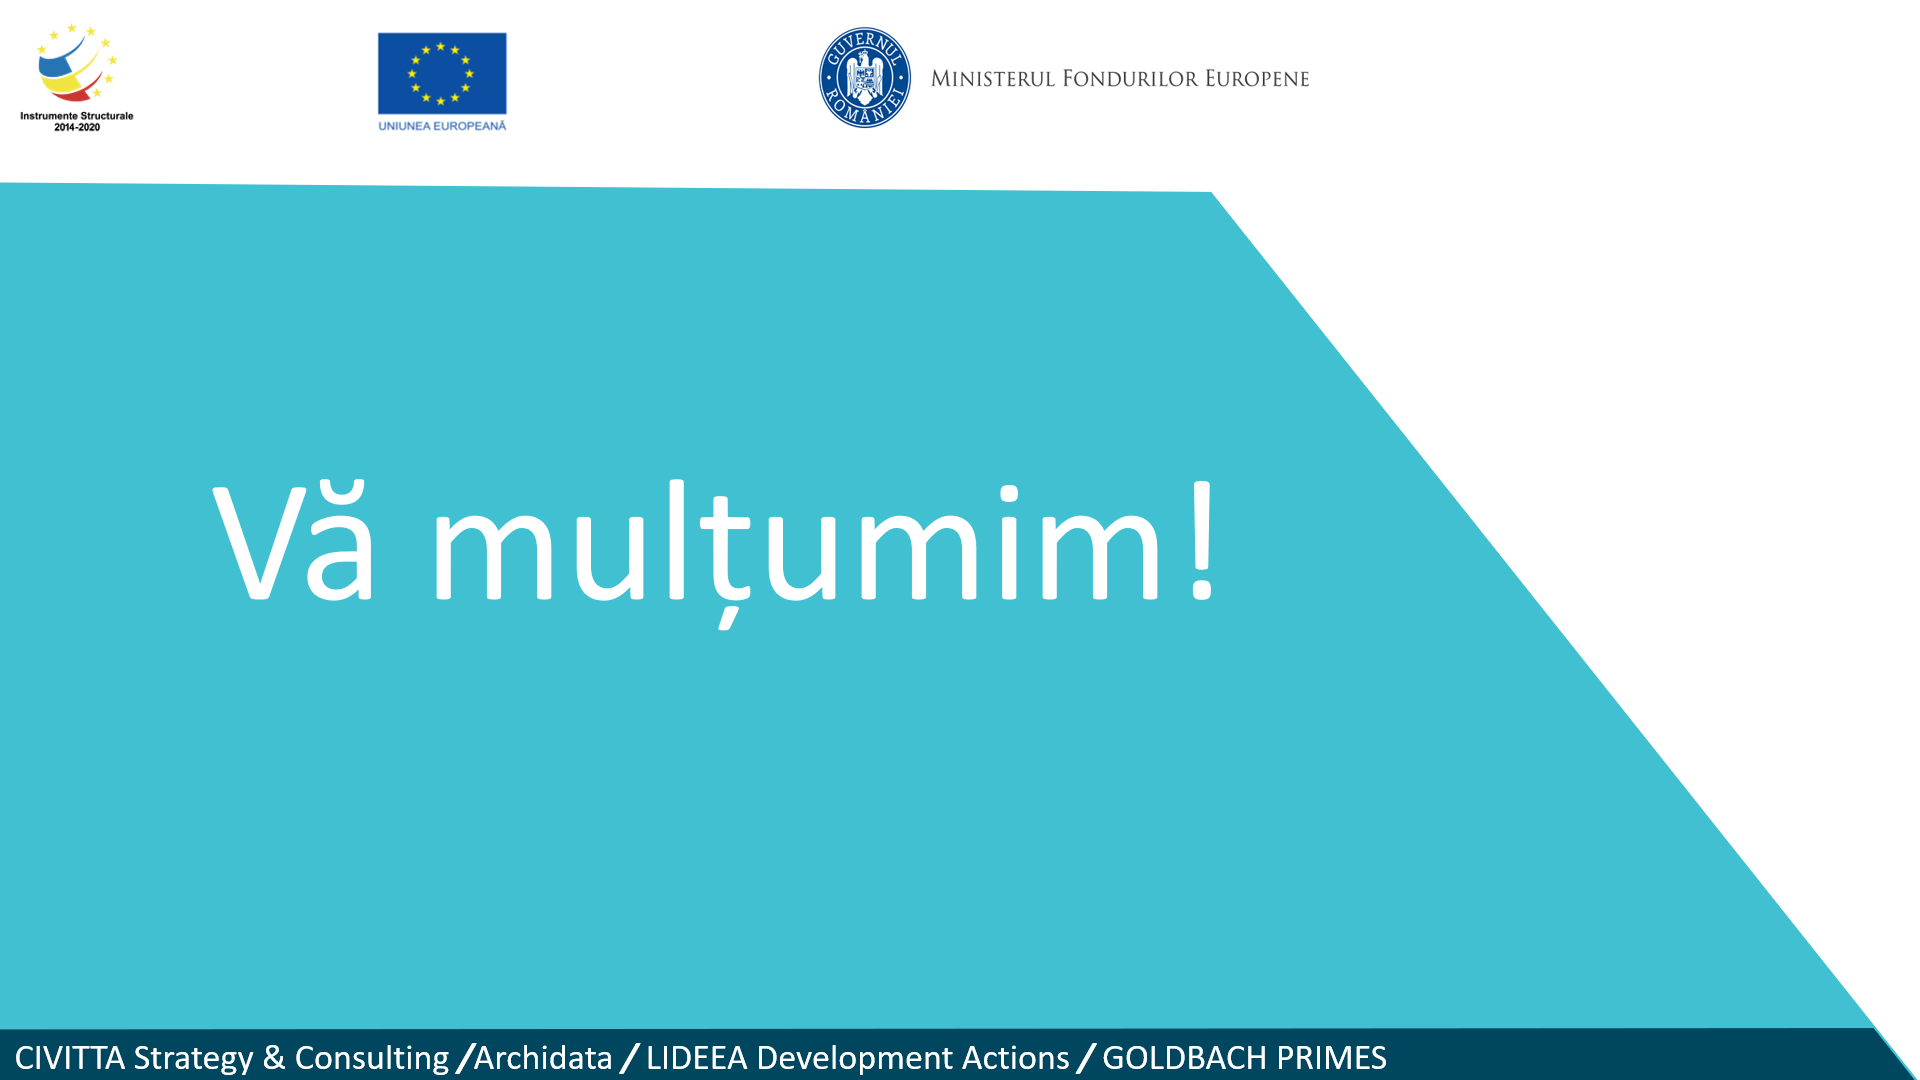 Instrumente Structurale
2014-2020
UNIUNEA EUROPEANĂ
GUVERNUL ROMÂNIEI
MINISTERUL FONDURILOR EUROPENE
Vă mulțumim!
CIVITTA Strategy & Consulting /Archidata / LIDEEA Development Actions / GOLDBACH PRIMES